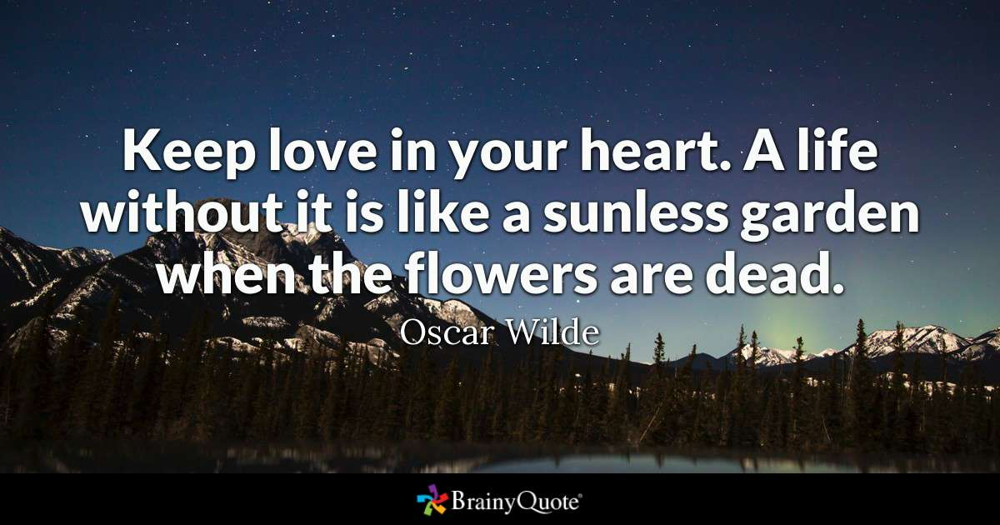 Keep love in your heart. A life
without it is like a sunless garden
when the flowers are dead.
Oscar Wilde
BrainyQuote®